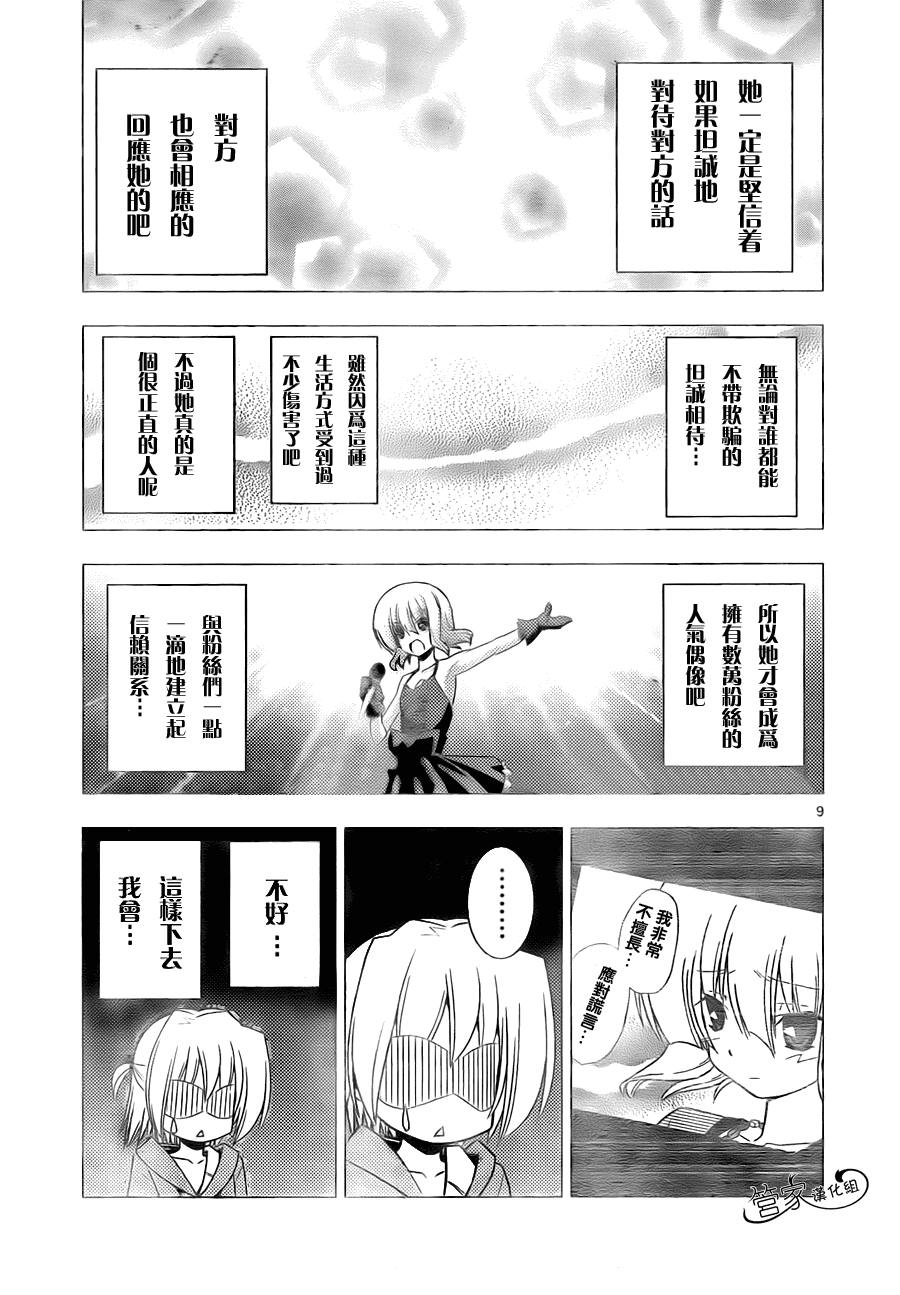 她一定是堅信着
如果坦誠地
對待對方的話
對方
也會相應的
回應她的吧
無論對誰都能
不帶欺騙的
坦誠相待…
雖然因爲這種
生活方式受到過
不少傷害了吧
不過她真的是
個很正直的人呢
所以她才會成爲
擁有數萬粉絲的
人氣偶像吧
與粉絲們一點
一滴地建立起
信賴關系…
9
我非常
不擅長…
應對謊言…
………
不好…
這樣下去
我會…
管家漢化組